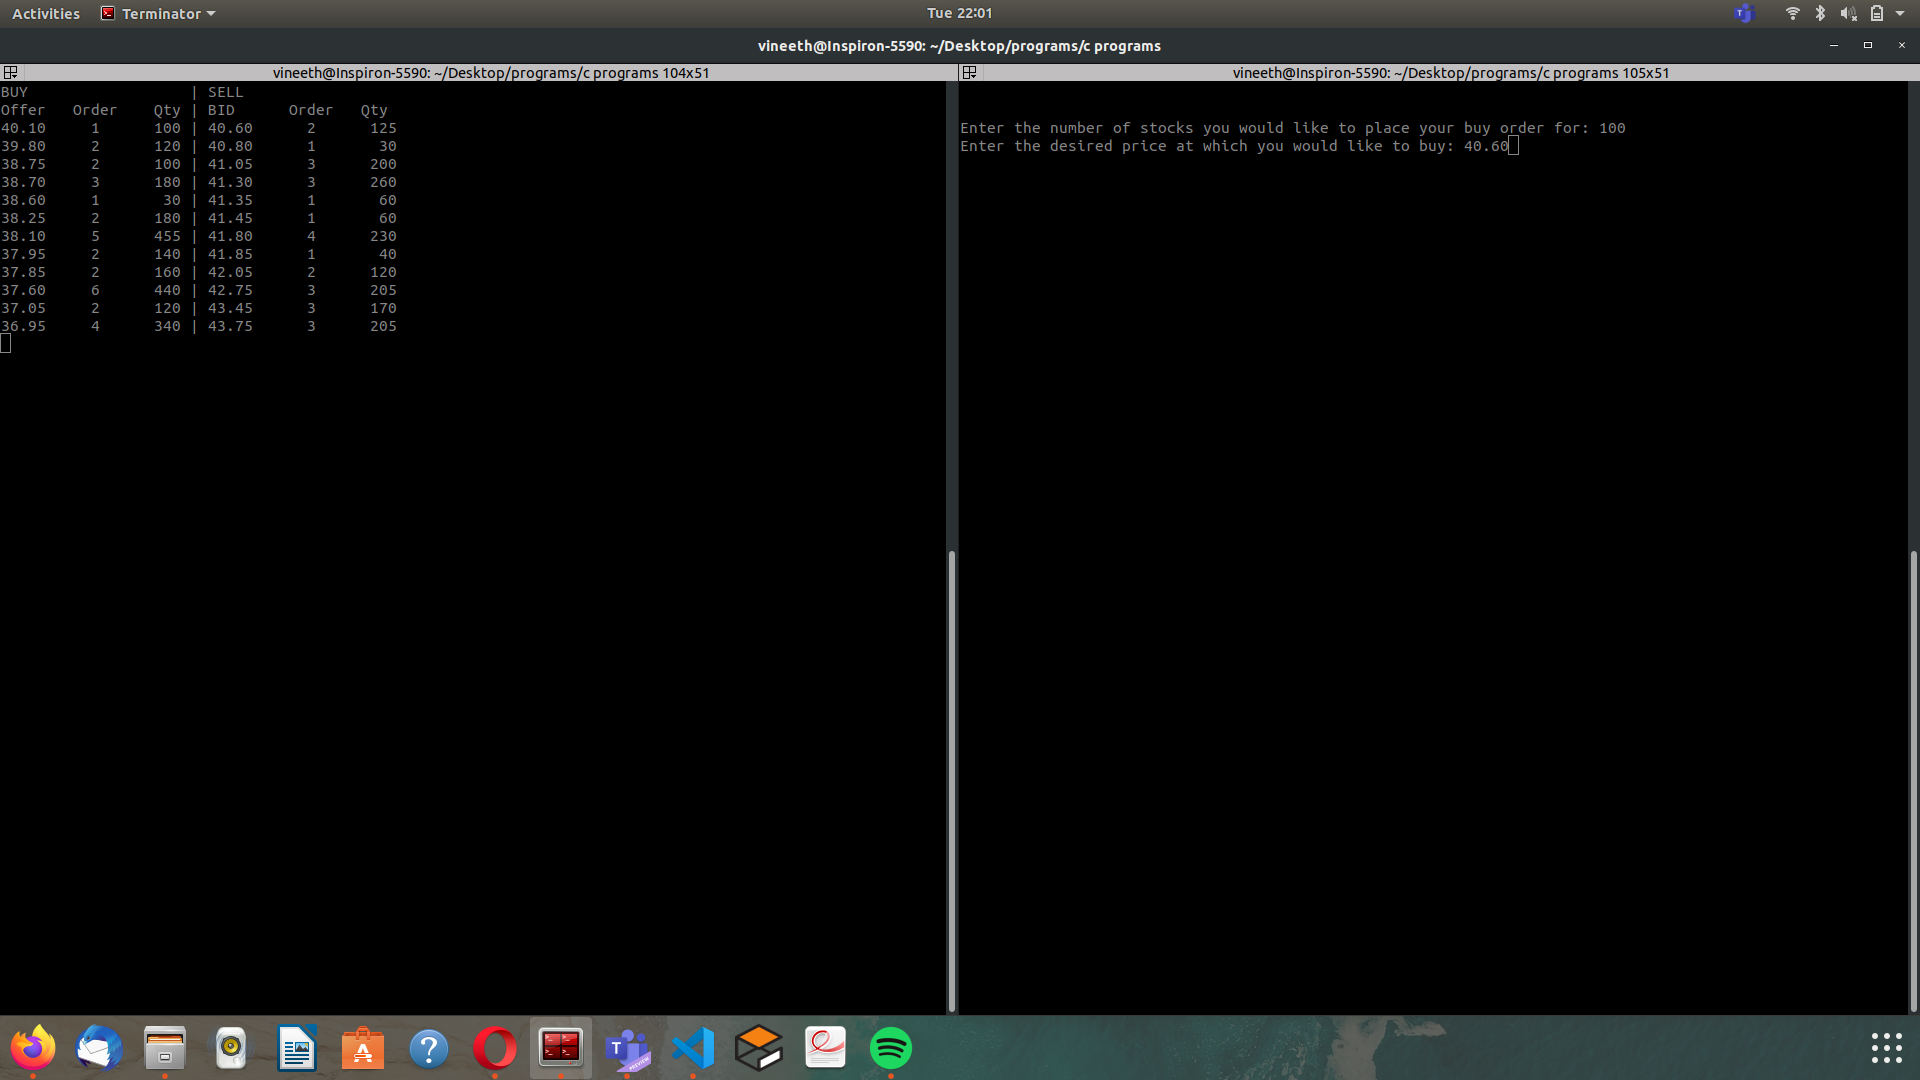 Activities Terminator Tue 22:01
vineeth@Inspiron-5590: ~/Desktop/programs/c programs
vineeth@Inspiron-5590: ~/Desktop/programs/c programs 104x51
BUY | SELL
Offer Order Qty | BID Order Qty
40.10 1 100 | 40.60 2 125
39.80 2 120 | 40.80 1 30
38.75 2 100 | 41.05 3 200
38.70 3 180 | 41.30 3 260
38.60 1 30 | 41.35 1 60
38.25 2 180 | 41.45 1 60
38.10 5 455 | 41.80 4 230
37.95 2 140 | 41.85 1 40
37.85 2 160 | 42.05 2 120
37.60 6 440 | 42.75 3 205
37.05 2 120 | 43.45 3 170
36.95 4 340 | 43.75 3 205
vineeth@Inspiron-5590: ~/Desktop/programs/c programs 105x51
Enter the number of stocks you would like to place your buy order for: 100
Enter the desired price at which you would like to buy: 40.60